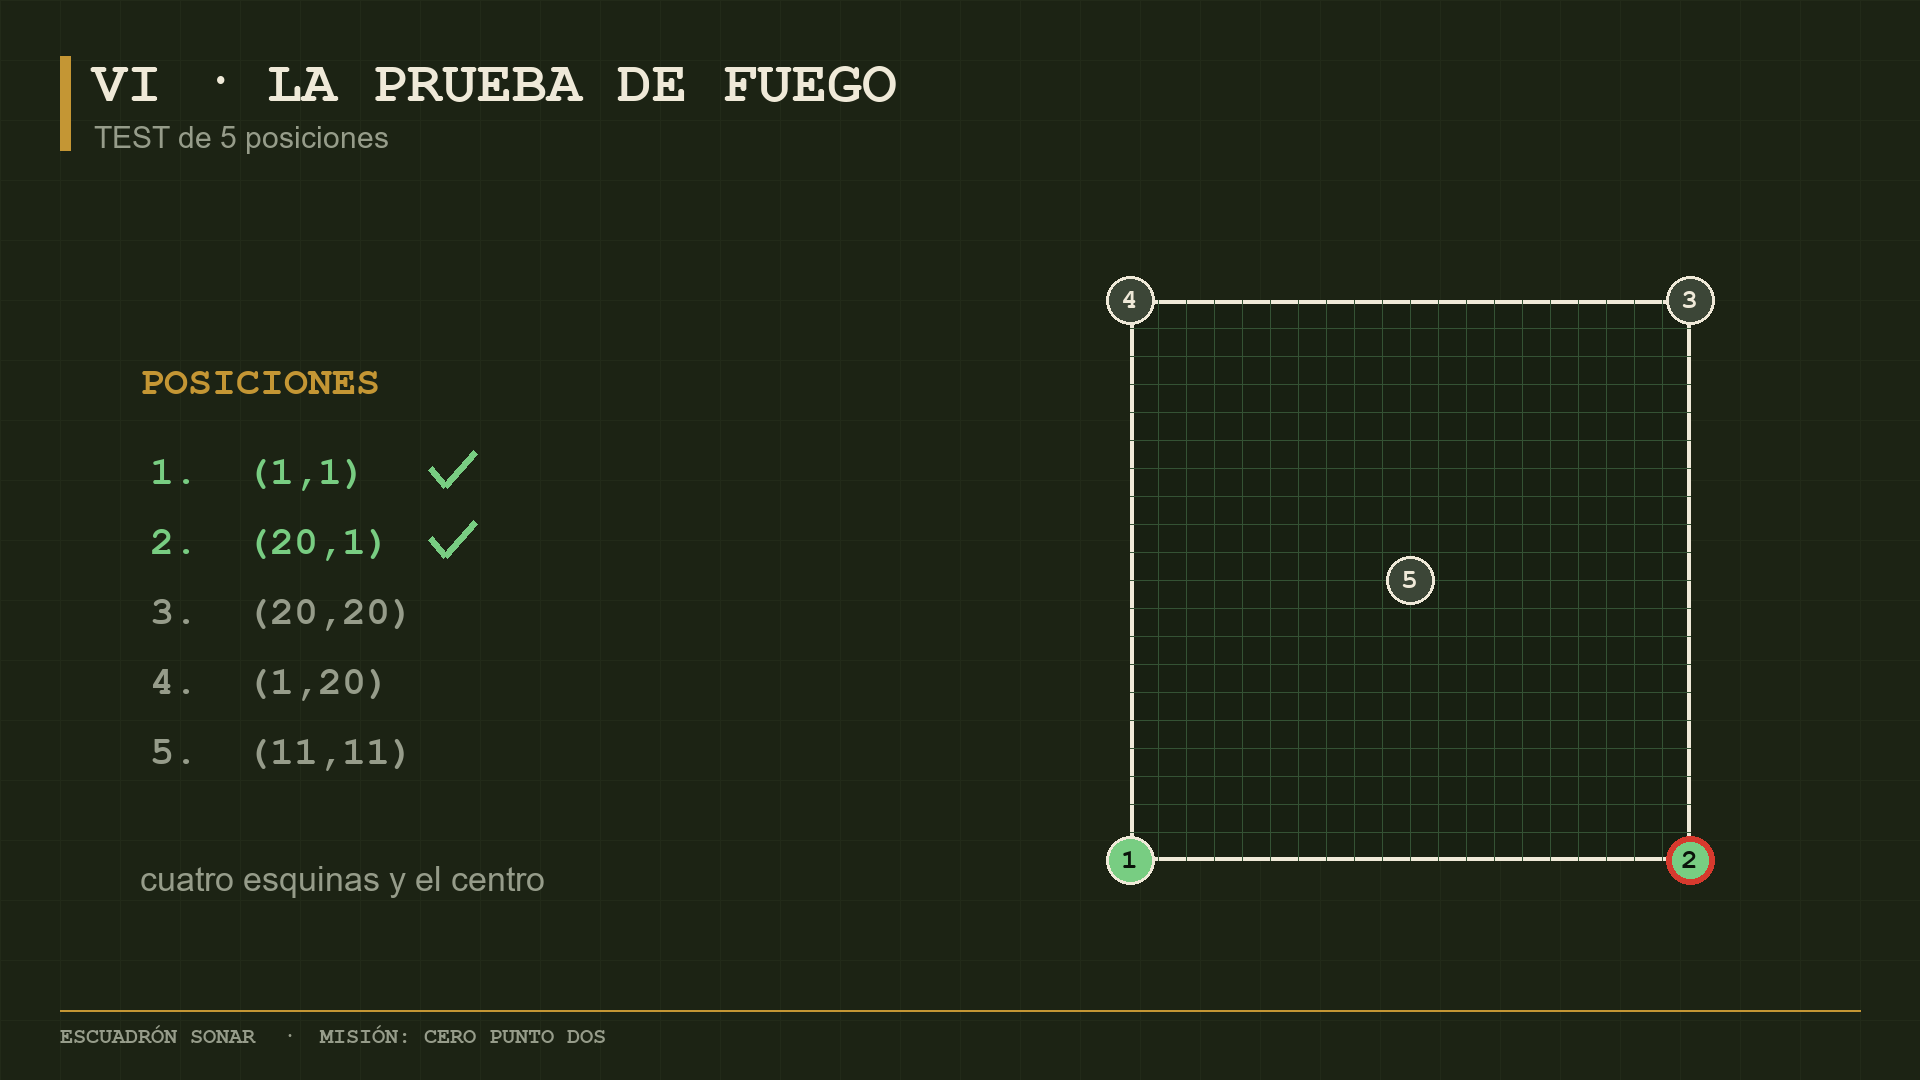 VI · LA PRUEBA DE FUEGO
TEST de 5 posiciones
POSICIONES
1. (1,1)
2. (20,1)
3. (20,20)
4. (1,20)
5. (11,11)
cuatro esquinas y el centro
4
3
5
1
2
ESCUADRÓN SONAR · MISIÓN: CERO PUNTO DOS